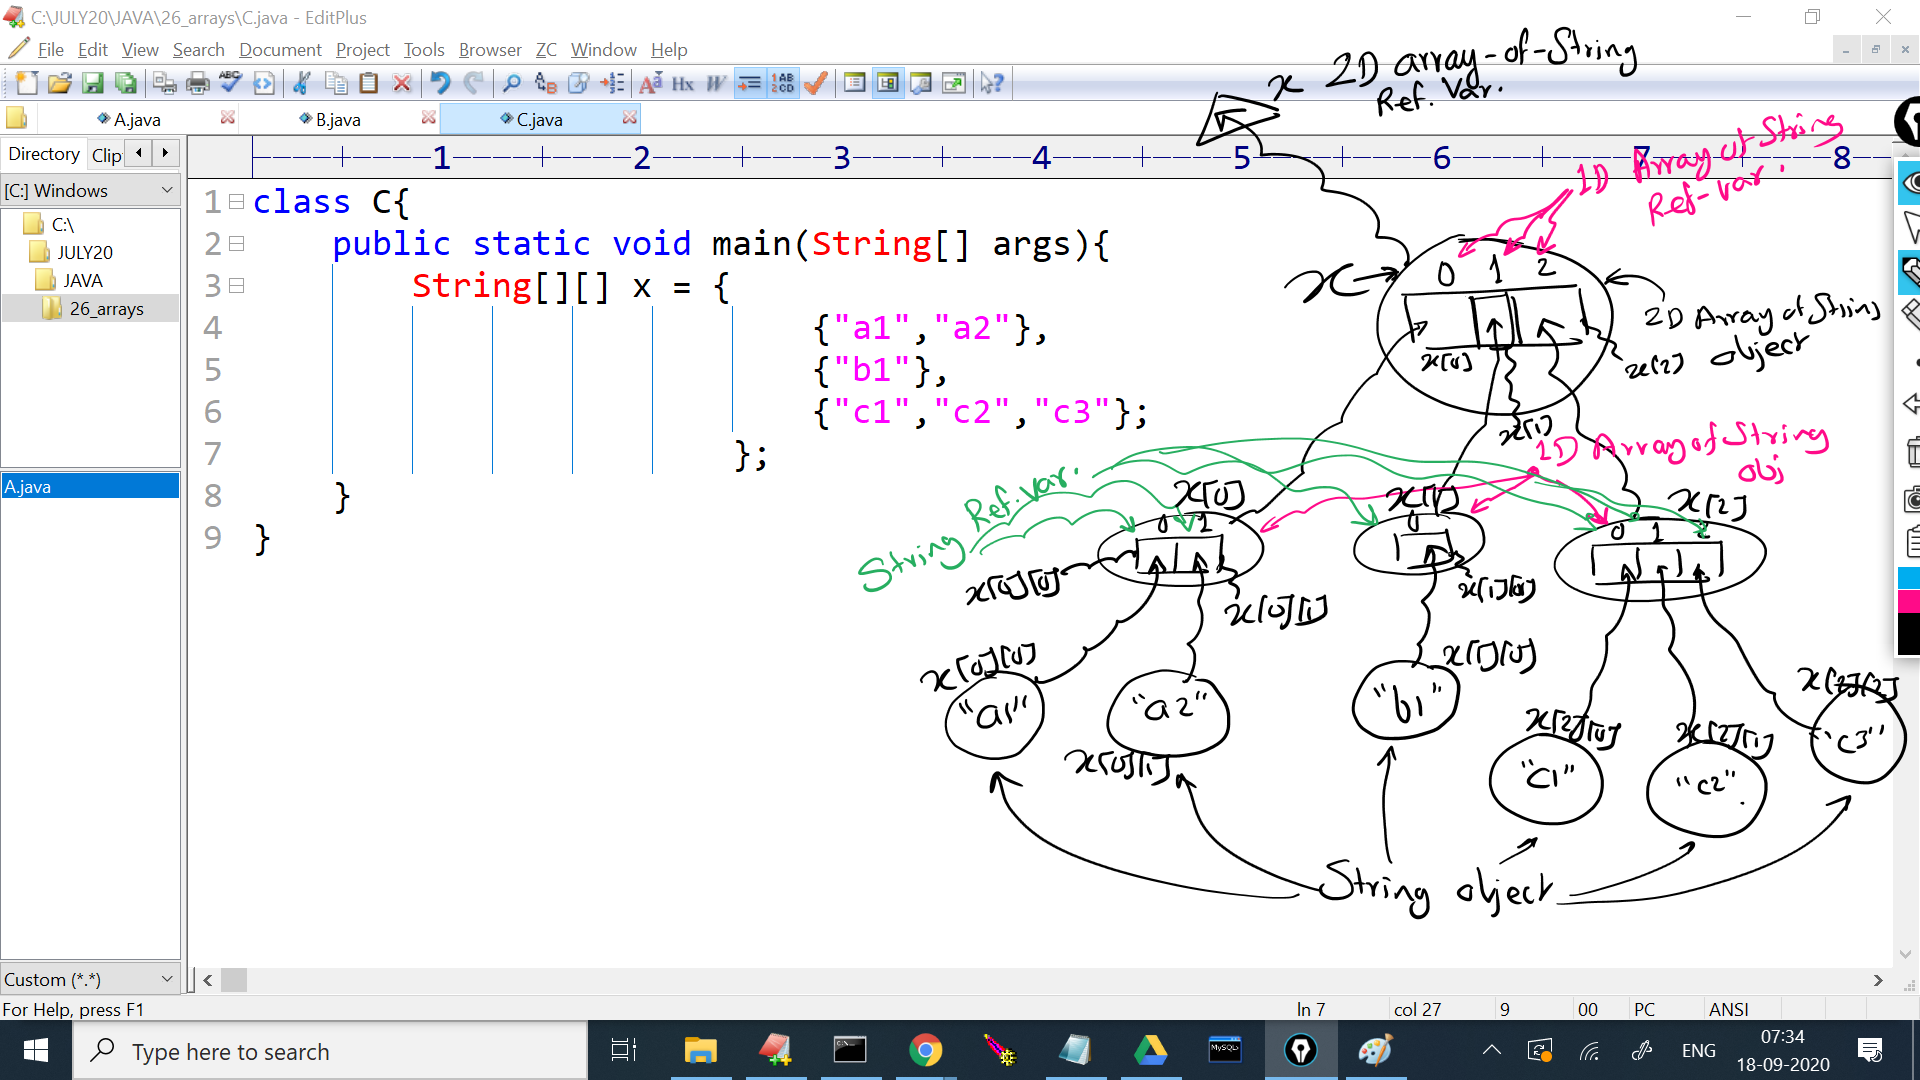 C:\JULY20\JAVA\26_arrays\C.java - EditPlus
File Edit View Search Document Project Tools Browser ZC Window Help
A.java
B.java
C.java
Directory Clip
1 2 3 4 5 6 7 8
[C:] Windows
C:\
JULY20
JAVA
26_arrays
A.java
Custom (*.*)
1 class C{
2 public static void main(String[] args){
3 String[][] x = {
4 {"a1","a2"},
5 {"b1"},
6 {"c1","c2","c3"};
7 };
8 }
9 }
x 2D array-of-String
Ref. Var.
1D Array of String
Ref-var.
x
0 1 2
2D Array of String
object
x[0]
x[2]
x[1]
1D Array of String
obj
String Ref. var.
x[0]
x[1]
x[2]
0 1
0
0 1 2
x[0][0]
x[0][1]
x[1][0]
x[0][0]
x[1][0]
x[2][2]
"a1"
"a2"
"b1"
x[0][1]
x[2][0]
x[2][1]
"c3"
"c1"
"c2"
String object
For Help, press F1
ln 7 col 27 9 00 PC ANSI
Type here to search
MySQL
ENG
07:34
18-09-2020